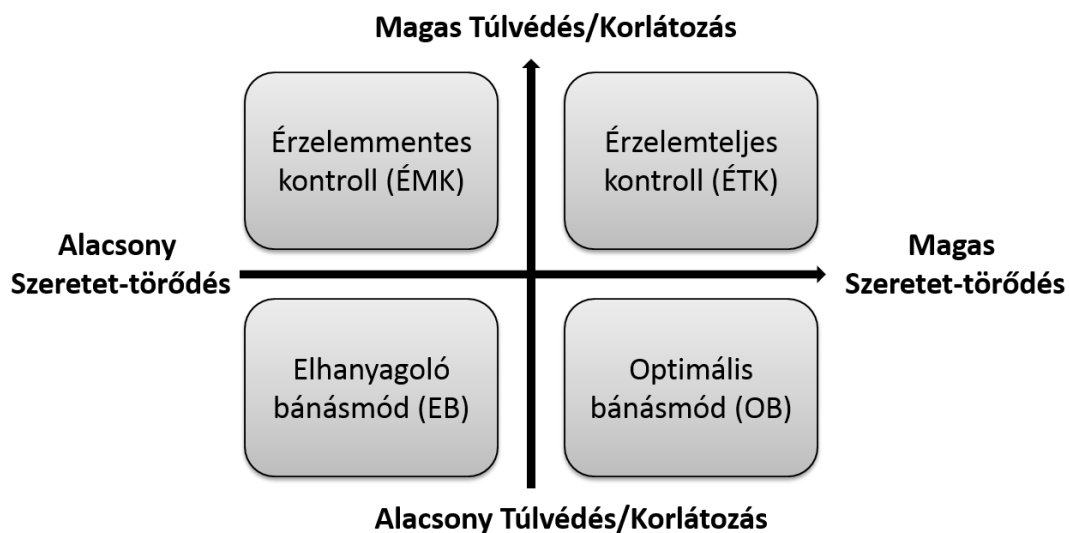 Magas Túlvédés/Korlátozás
Érzelemmentes
kontroll (ÉMK)
Érzelemteljes
kontroll (ÉTK)
Alacsony
Szeretet-törődés
Magas
Szeretet-törődés
Elhanyagoló
bánásmód (EB)
Optimális
bánásmód (OB)
Alacsony Túlvédés/Korlátozás